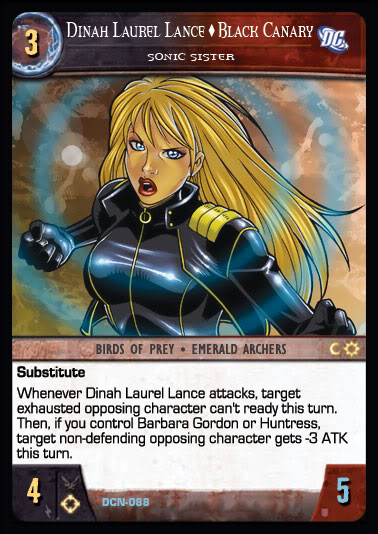 3
DINAH LAUREL LANCE ♦ BLACK CANARY
DC
SONIC SISTER
BIRDS OF PREY • EMERALD ARCHERS
Substitute
Whenever Dinah Laurel Lance attacks, target
exhausted opposing character can't ready this turn.
Then, if you control Barbara Gordon or Huntress,
target non-defending opposing character gets -3 ATK
this turn.
4
DCN-088
5